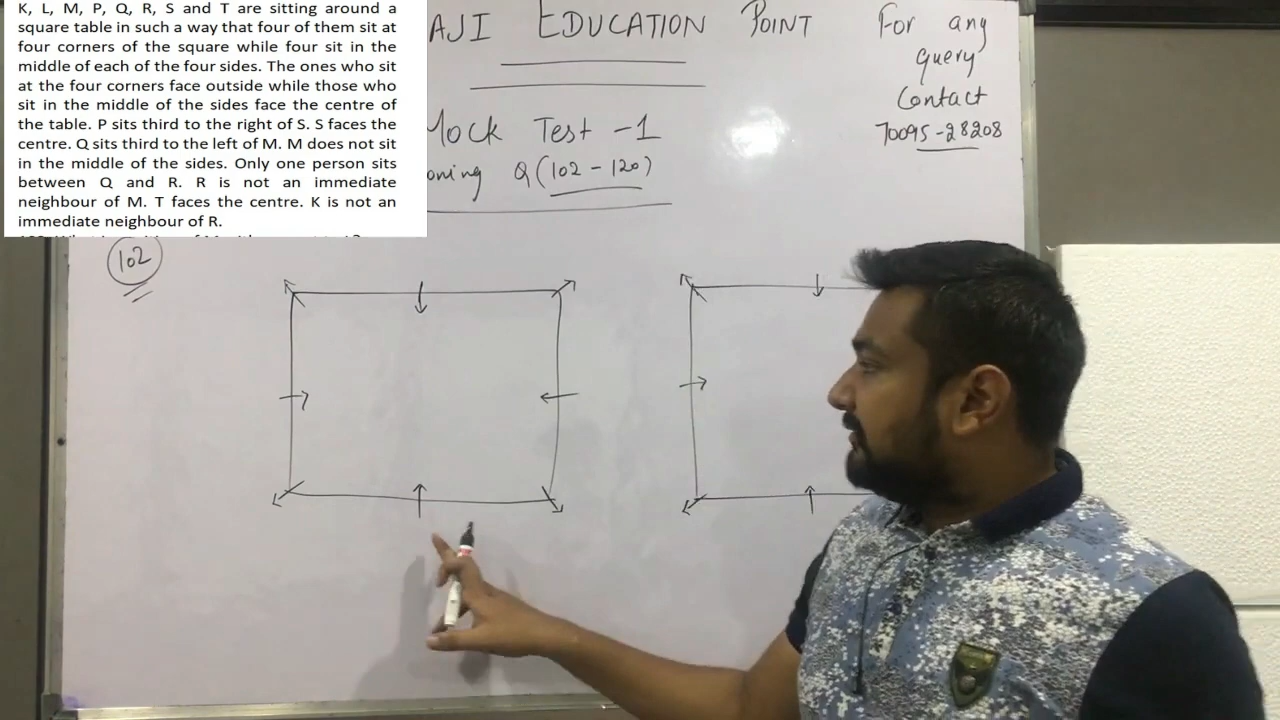 K, L, M, P, Q, R, S and T are sitting around a
square table in such a way that four of them sit at
four corners of the square while four sit in the
middle of each of the four sides. The ones who sit
at the four corners face outside while those who
sit in the middle of the sides face the centre of
the table. P sits third to the right of S. S faces the
centre. Q sits third to the left of M. M does not sit
in the middle of the sides. Only one person sits
between Q and R. R is not an immediate
neighbour of M. T faces the centre. K is not an
immediate neighbour of R.
AJI EDUCATION POINT
Mock Test -1
oning Q(102-120)
For any
query
Contact
70095-28208
102